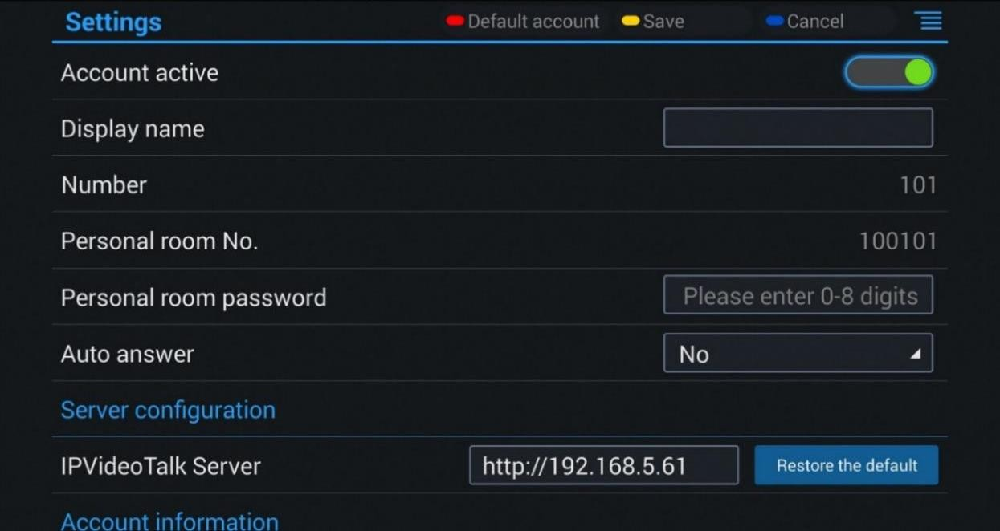 Settings Default account Save Cancel
Account active
Display name
Number 101
Personal room No. 100101
Personal room password Please enter 0-8 digits
Auto answer No
Server configuration
IPVideoTalk Server http://192.168.5.61 Restore the default
Account information